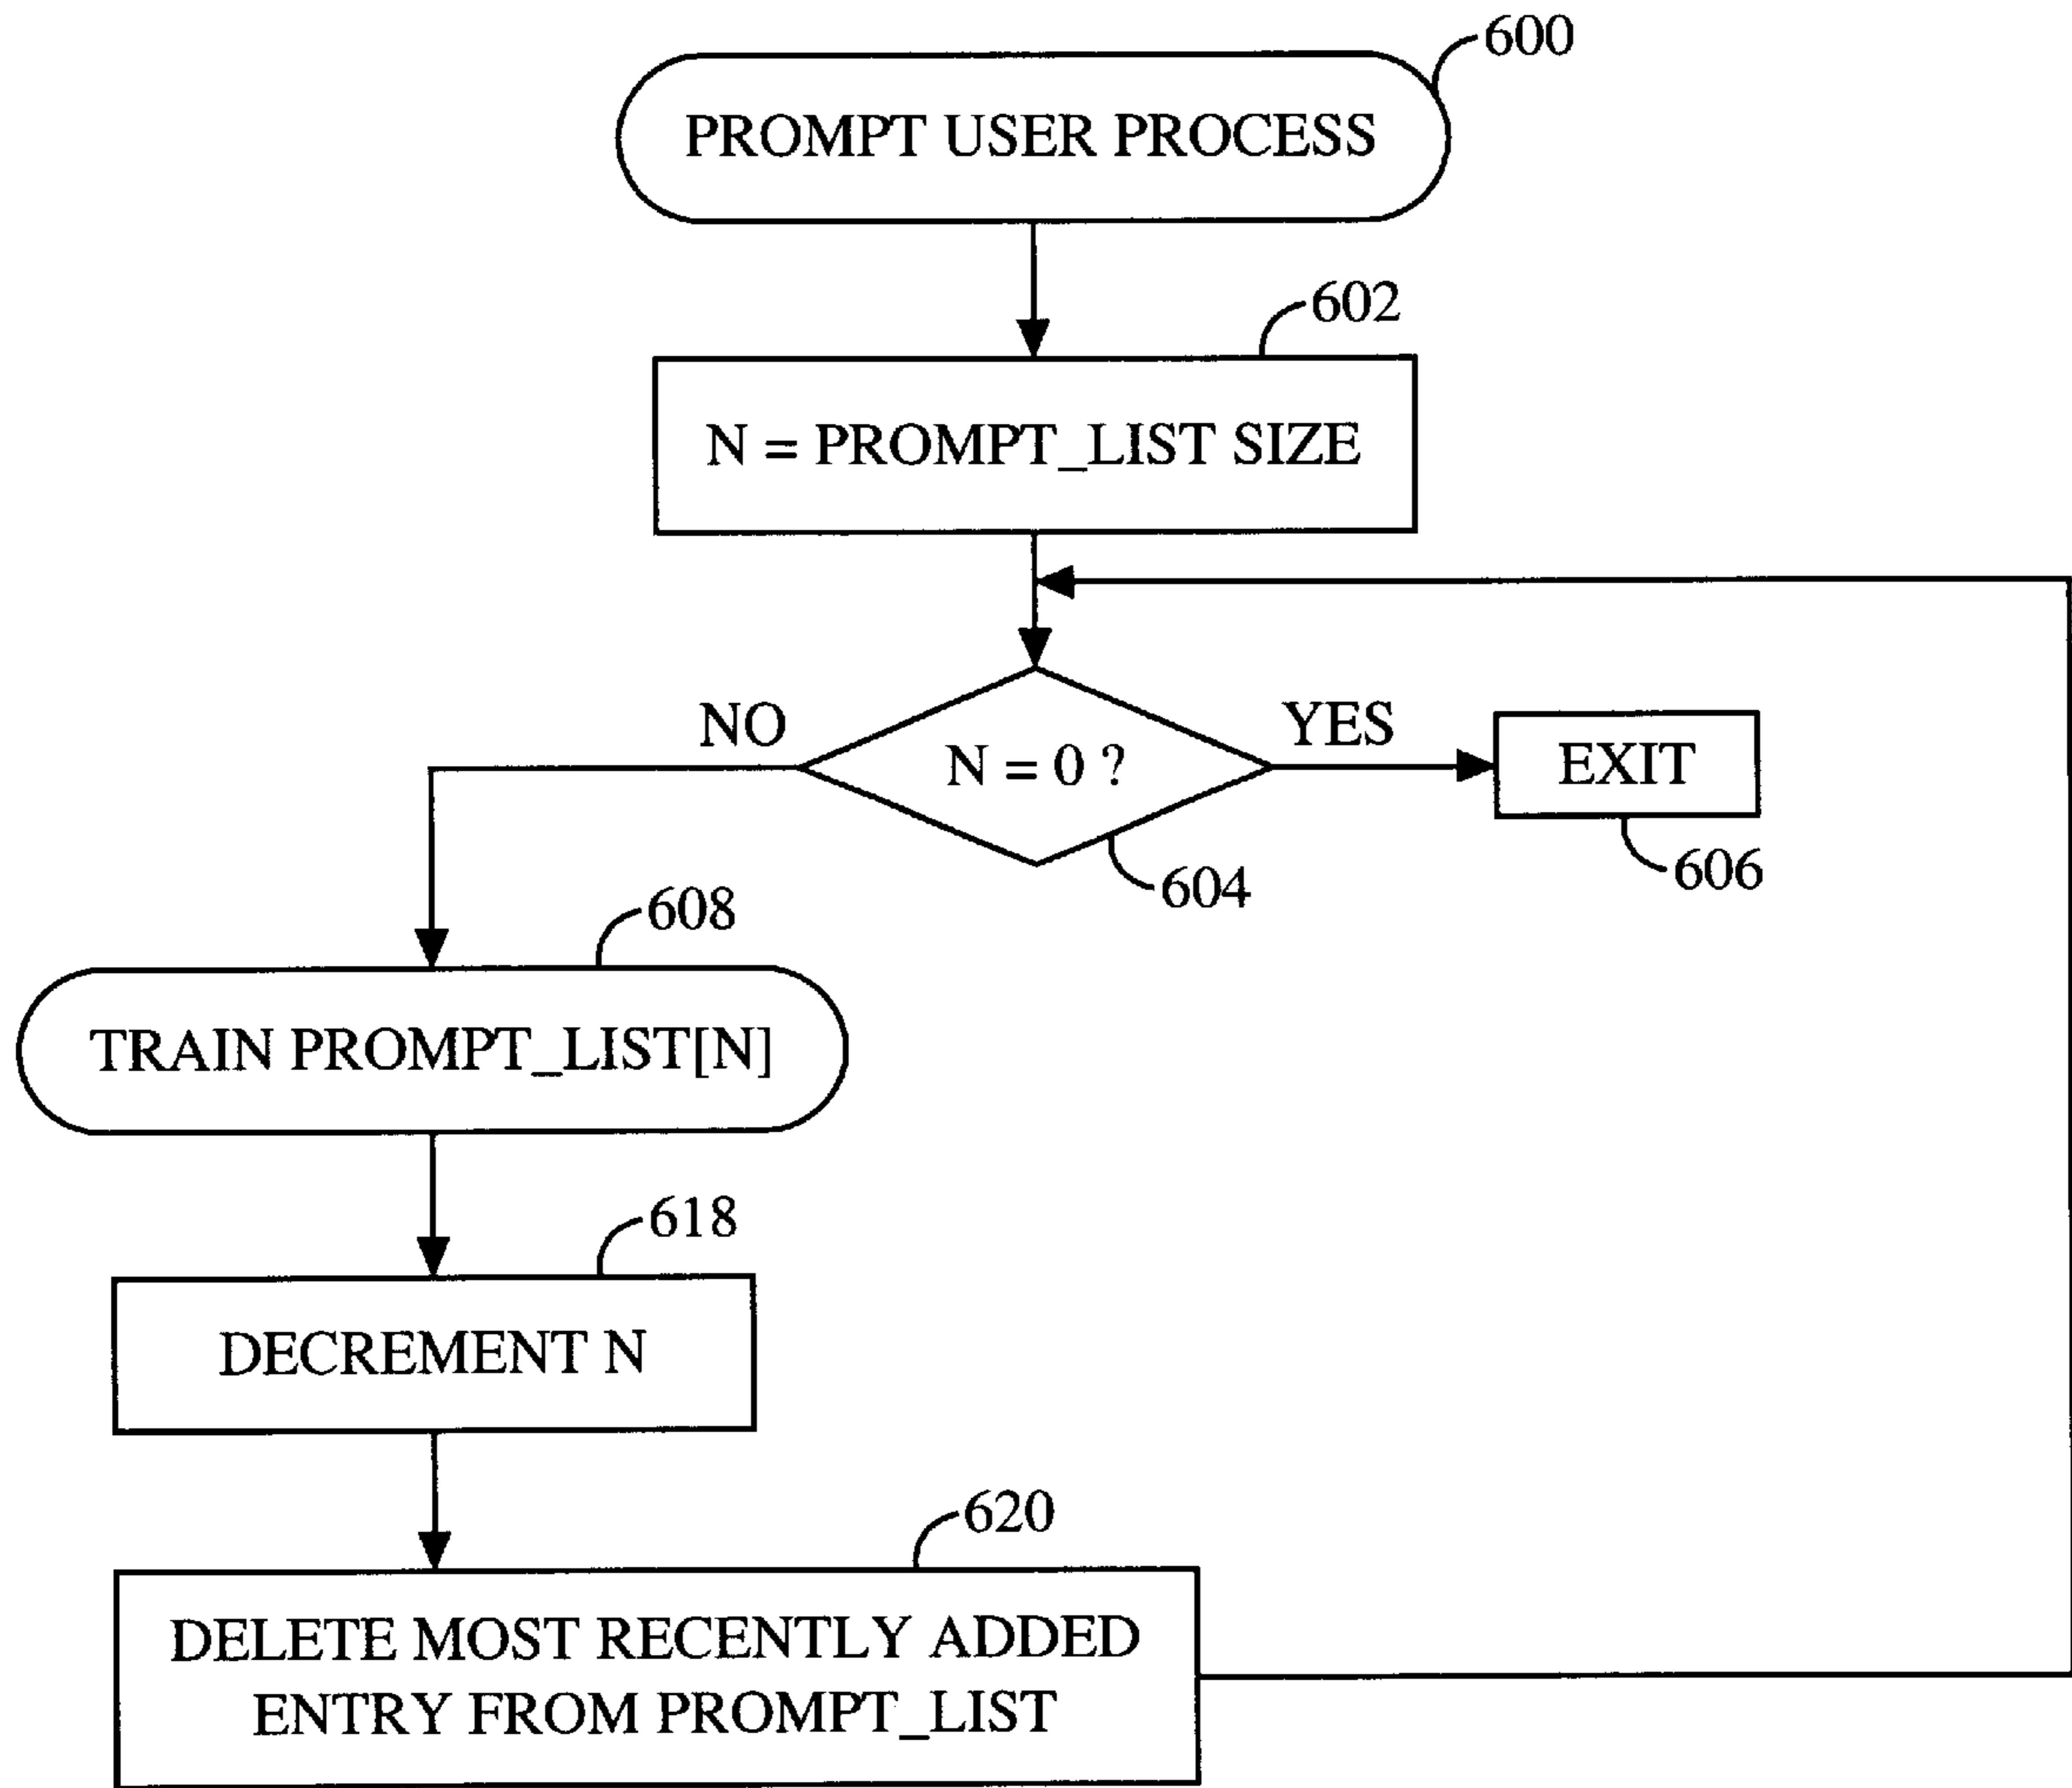 600
PROMPT USER PROCESS
602
N = PROMPT_LIST SIZE
NO
N = 0 ?
YES
EXIT
604
606
608
TRAIN PROMPT_LIST[N]
618
DECREMENT N
620
DELETE MOST RECENTLY ADDED
ENTRY FROM PROMPT_LIST